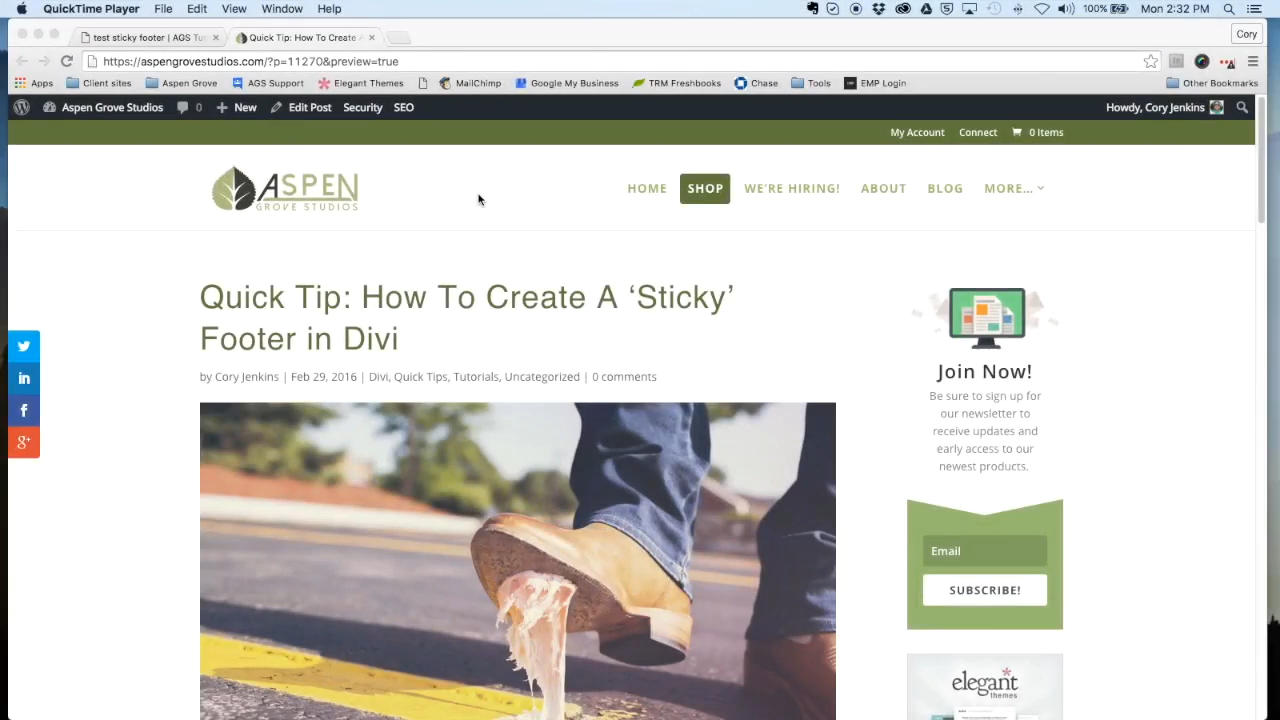 QuickTime Player File Edit View Window Help
100% Mon 2:32 PM
test sticky footer | AGS Tu
Quick Tip: How To Create A
Cory
https://aspengrovestudios.com/?p=11270&preview=true
Apps Client sites Aspen Grove AGS Support Elegant Themes MailChimp Google My Business TRM Freshbooks Chase Tools EMP Login Other Bookmarks
Aspen Grove Studios 0 New Edit Post Security SEO Howdy, Cory Jenkins
My Account Connect 0 Items
ASPEN
GROVE STUDIOS
HOME SHOP WE'RE HIRING! ABOUT BLOG MORE...
Quick Tip: How To Create A ‘Sticky’
Footer in Divi
by Cory Jenkins | Feb 29, 2016 | Divi, Quick Tips, Tutorials, Uncategorized | 0 comments
Join Now!
Be sure to sign up for
our newsletter to
receive updates and
early access to our
newest products.
Email
SUBSCRIBE!
elegant
themes